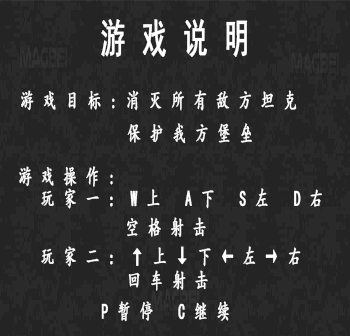 游戏说明
游戏目标:消灭所有敌方坦克
保护我方堡垒
游戏操作:
玩家一:W上 A下 S左 D右
空格射击
玩家二:↑上↓下←左→右
回车射击
P暂停 C继续